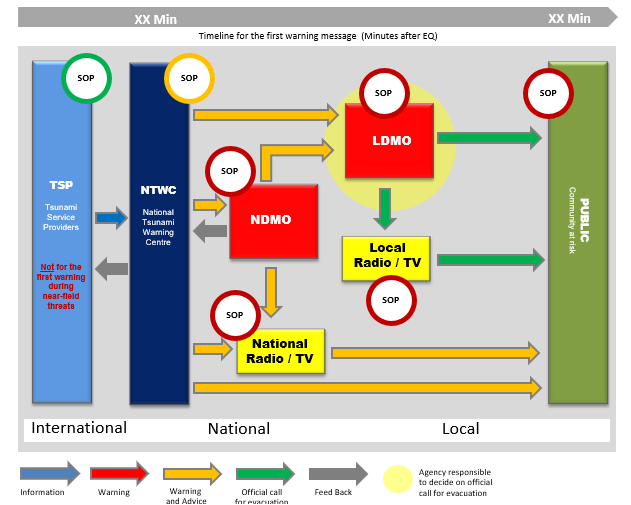 XX Min
XX Min
Timeline for the first warning message (Minutes after EQ)
SOP
SOP
SOP
SOP
TSP
Tsunami
Service
Providers
Not for the
first warning
during
near-field
threats
NTWC
National
Tsunami
Warning
Centre
SOP
NDMO
LDMO
Local
Radio / TV
SOP
SOP
National
Radio / TV
PUBLIC
Community at risk
International
National
Local
Information
Warning
Warning
and Advice
Official call
for evacuation
Feed Back
Agency responsible
to decide on official
call for evacuation